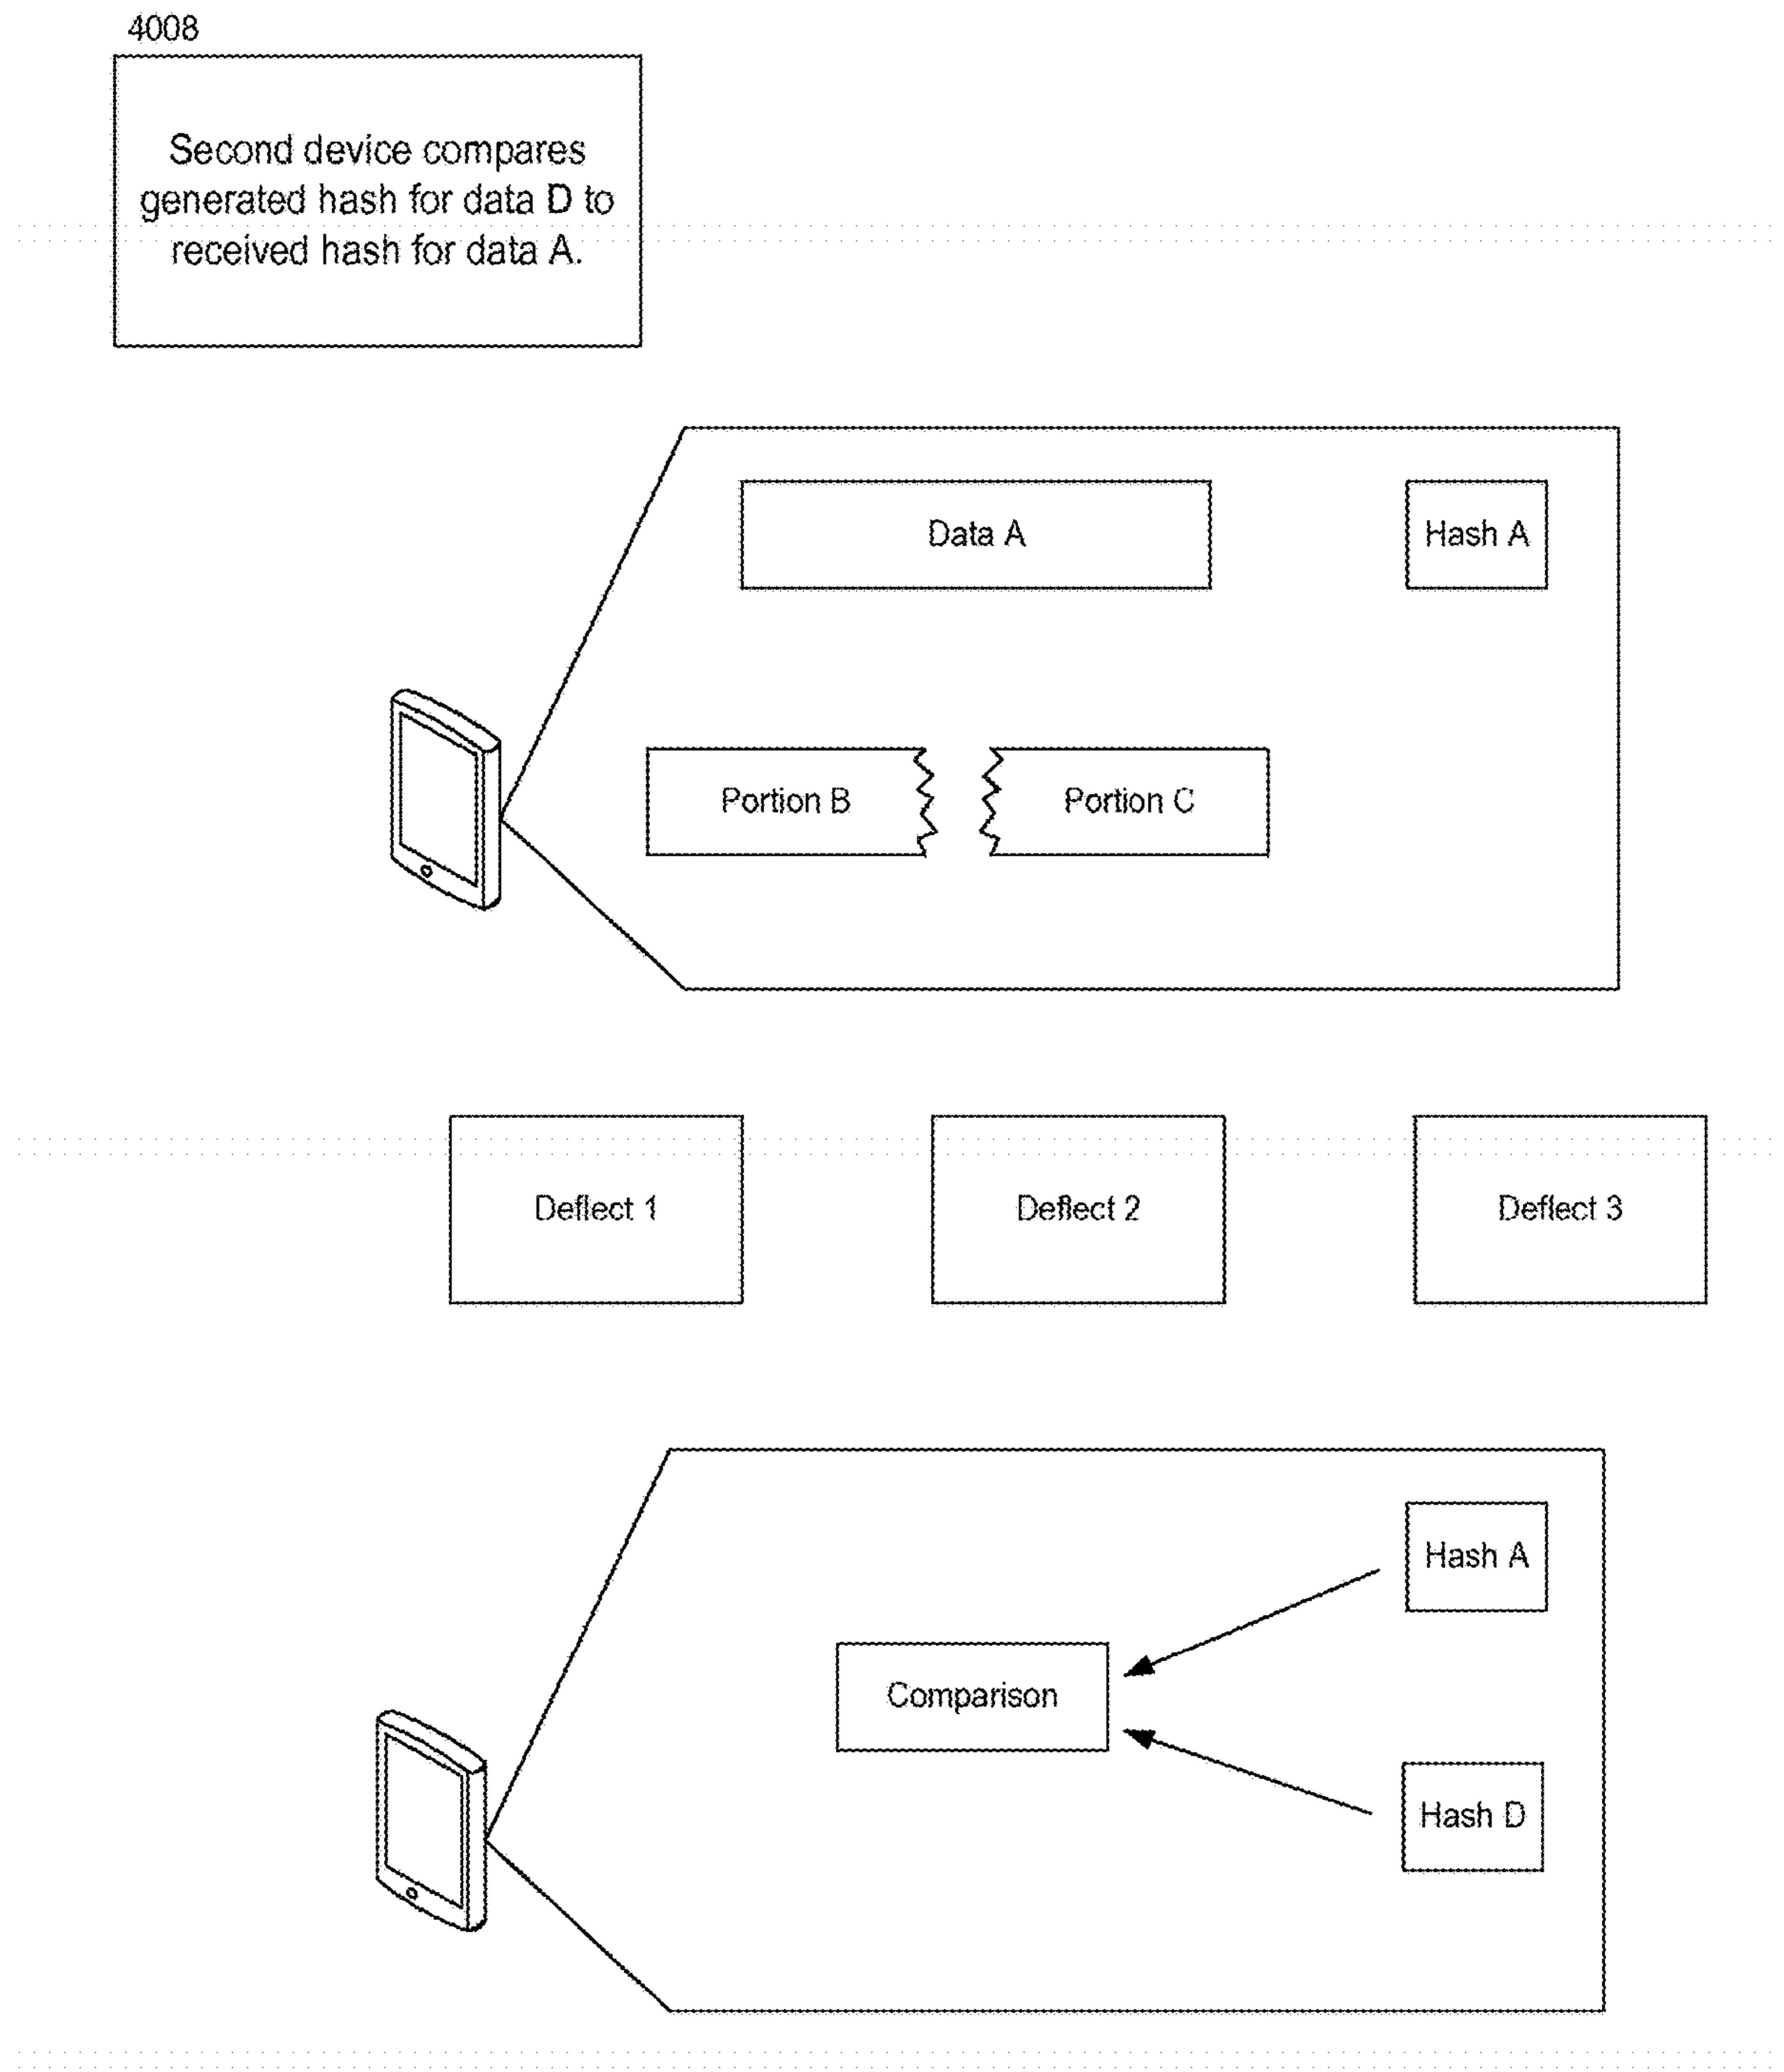 4008
Second device compares
generated hash for data D to
received hash for data A.
Data A
Hash A
Portion B
Portion C
Deflect 1
Deflect 2
Deflect 3
Hash A
Comparison
Hash D